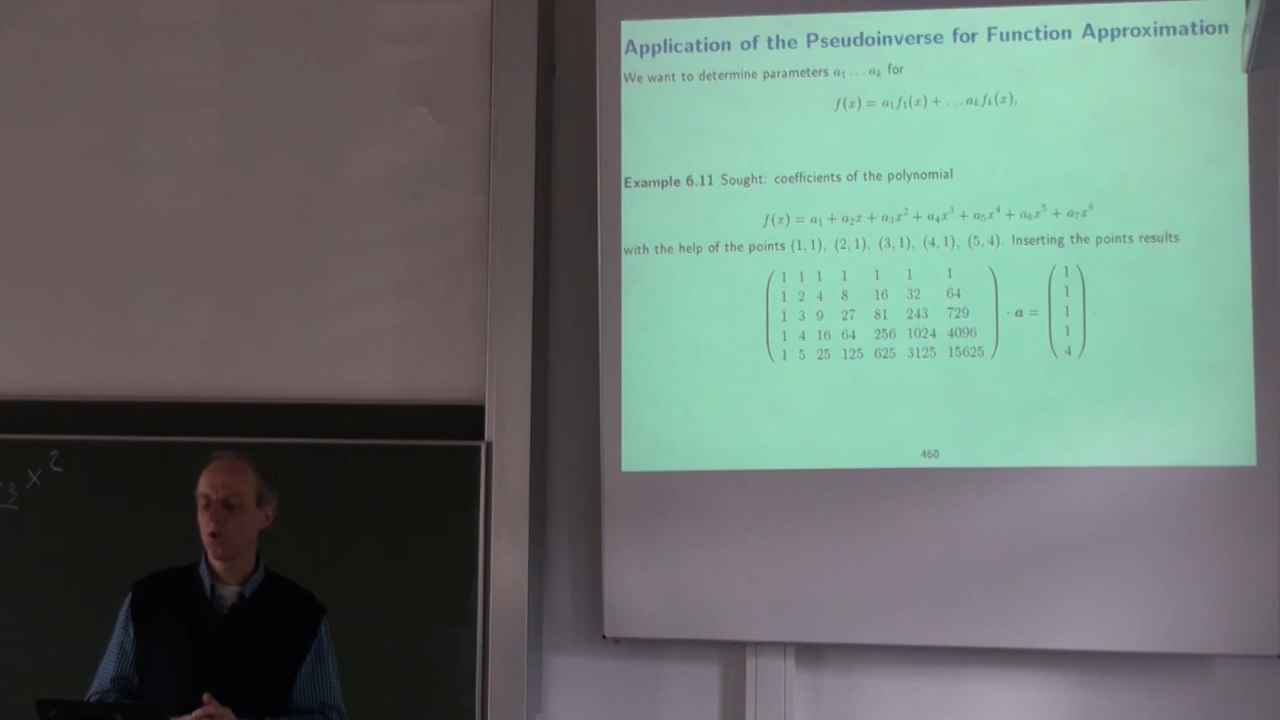 Application of the Pseudoinverse for Function Approximation
We want to determine parameters a₁ … aₖ for
f(x) = a₁f₁(x) + …aₖfₖ(x),
Example 6.11 Sought: coefficients of the polynomial
f(x) = a₁ + a₂x + a₃x² + a₄x³ + a₅x⁴ + a₆x⁵ + a₇x⁶
with the help of the points (1,1), (2,1), (3,1), (4,1), (5,4). Inserting the points results
1 1 1 1 1 1 1 1
1 2 4 8 16 32 64 1
1 3 9 27 81 243 729 · a = 1
1 4 16 64 256 1024 4096 1
1 5 25 125 625 3125 15625 4
460
₃x²